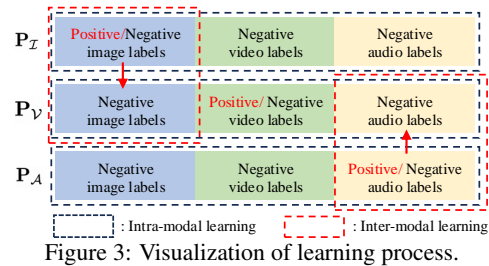 P_I Positive/Negative image labels Negative video labels Negative audio labels
P_V Negative image labels Positive/ Negative video labels Negative audio labels
P_A Negative image labels Negative video labels Positive/ Negative audio labels
: Intra-modal learning : Inter-modal learning
Figure 3: Visualization of learning process.